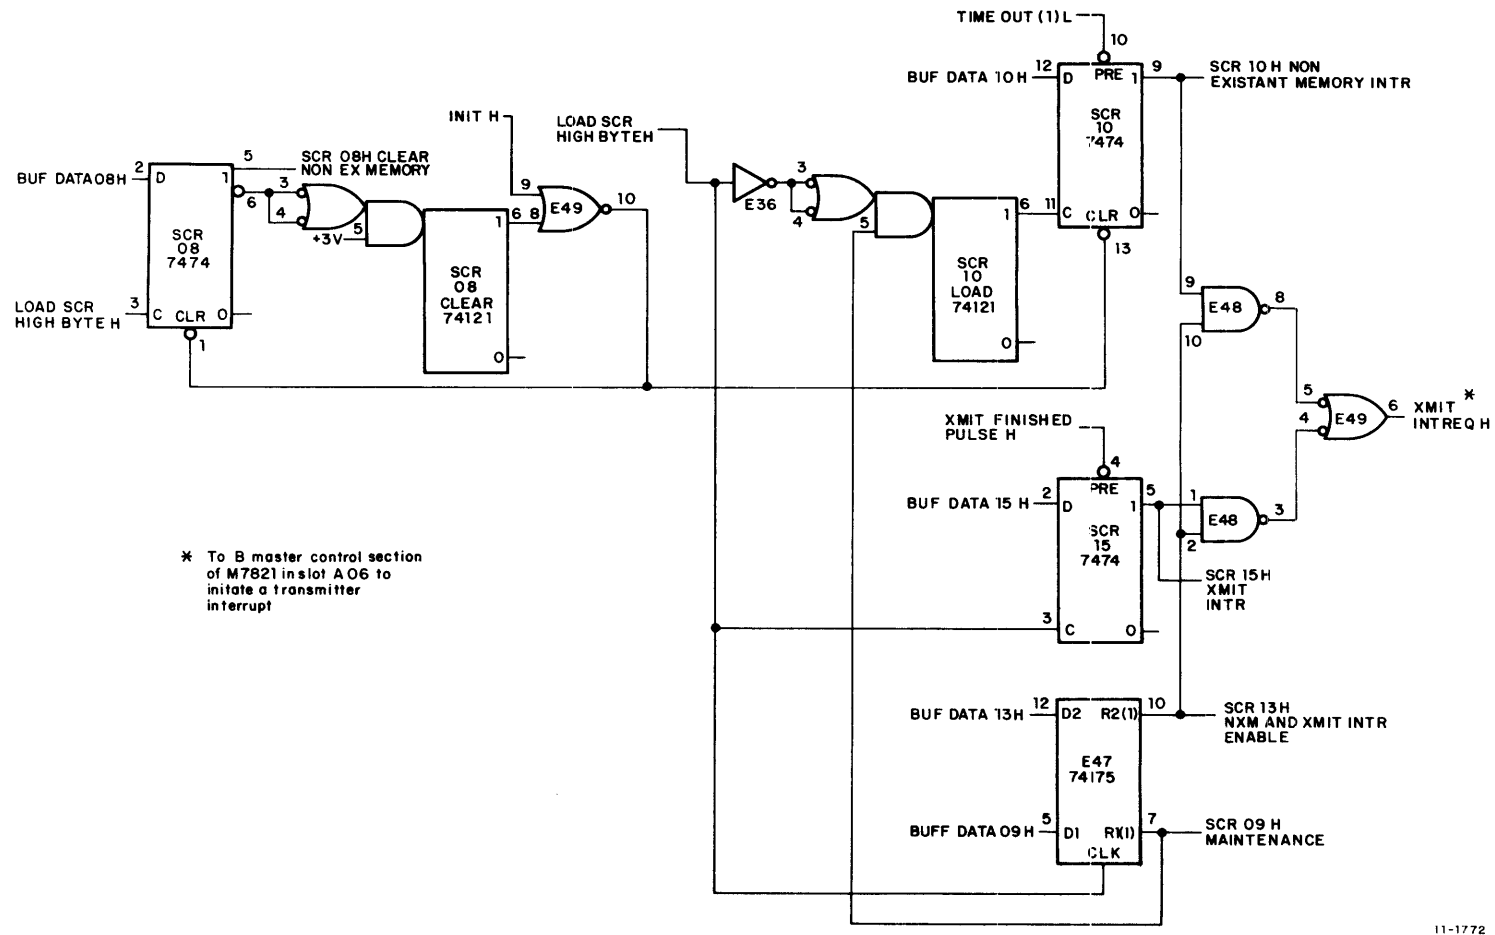 TIME OUT (1) L
10
BUF DATA 10H
12
D
PRE
1
9
SCR 10 H NON
EXISTANT MEMORY INTR
SCR
10
7474
11
C
CLR
0
13
INIT H
LOAD SCR
HIGH BYTEH
BUF DATA08H
2
D
1
5
SCR 08H CLEAR
NON EX MEMORY
6
3
4
+3V
5
SCR
08
7474
LOAD SCR
HIGH BYTE H
3
C
CLR
0
1
1
6
SCR
08
CLEAR
74121
0
9
8
E49
10
E36
3
4
5
1
6
SCR
10
LOAD
74121
0
9
10
E48
8
5
4
E49
6
XMIT *
INTREQ H
XMIT FINISHED
PULSE H
4
BUF DATA 15 H
2
D
PRE
1
5
SCR
15
7474
3
C
0
1
2
E48
3
SCR 15H
XMIT
INTR
* To B master control section
of M7821 in slot A06 to
initate a transmitter
interrupt
BUF DATA 13H
12
D2
R2(1)
10
SCR 13H
NXM AND XMIT INTR
ENABLE
E47
74175
BUFF DATA 09H
5
D1
R1(1)
7
SCR 09 H
MAINTENANCE
CLK
11-1772